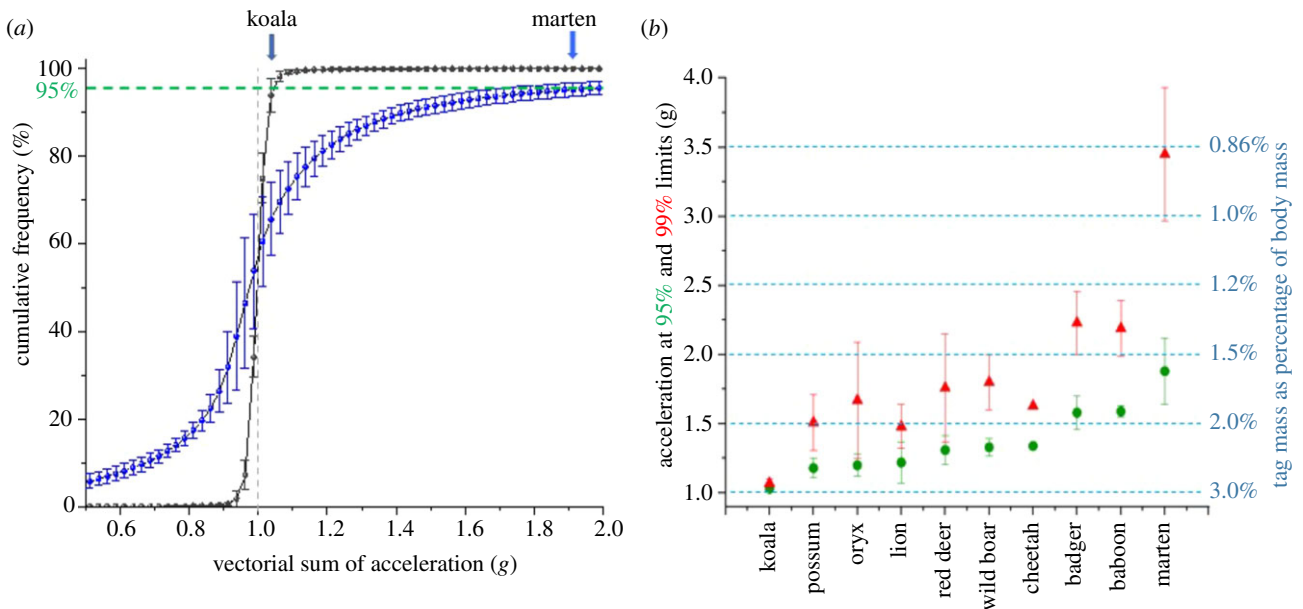 (a)
koala
marten
100
95%
80
60
40
20
0
cumulative frequency (%)
0.6 0.8 1.0 1.2 1.4 1.6 1.8 2.0
vectorial sum of acceleration (g)
(b)
4.0
3.5
3.0
2.5
2.0
1.5
1.0
acceleration at 95% and 99% limits (g)
0.86%
1.0%
1.2%
1.5%
2.0%
3.0%
tag mass as percentage of body mass
koala
possum
oryx
lion
red deer
wild boar
cheetah
badger
baboon
marten